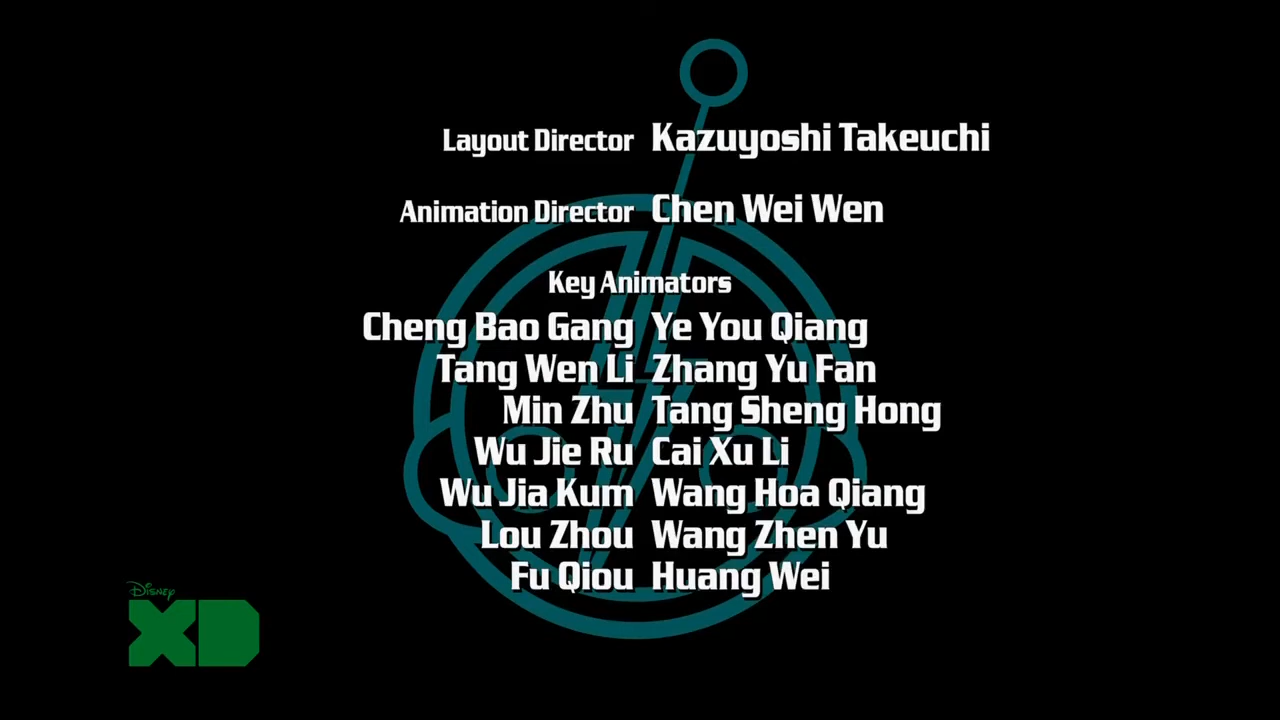 Layout Director Kazuyoshi Takeuchi
Animation Director Chen Wei Wen
Key Animators
Cheng Bao Gang Ye You Qiang
Tang Wen Li Zhang Yu Fan
Min Zhu Tang Sheng Hong
Wu Jie Ru Cai Xu Li
Wu Jia Kum Wang Hoa Qiang
Lou Zhou Wang Zhen Yu
Fu Qiou Huang Wei
Disney
XD